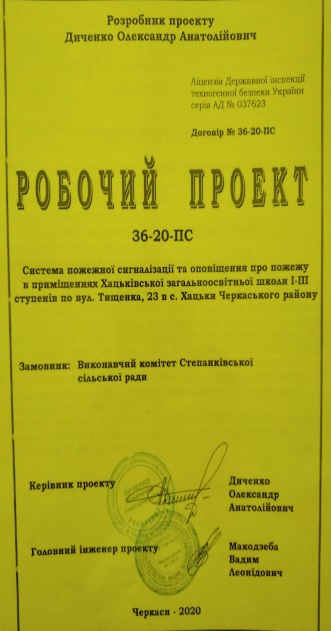 Розробник проекту
Диченко Олександр Анатолійович
Ліцензія Державної інспекції
техногенної безпеки України
серія АД № 037623
Договір № 36-20-ПС
РОБОЧИЙ ПРОЕКТ
36-20-ПС
Система пожежної сигналізації та оповіщення про пожежу
в приміщеннях Хацьківської загальноосвітньої школи І-ІІІ
ступенів по вул. Тищенка, 23 в с. Хацьки Черкаського району
Замовник: Виконавчий комітет Степанківської
сільської ради
Керівник проекту Диченко
Олександр
Анатолійович
Головний інженер проекту Макодзеба
Вадим
Леонідович
Черкаси - 2020